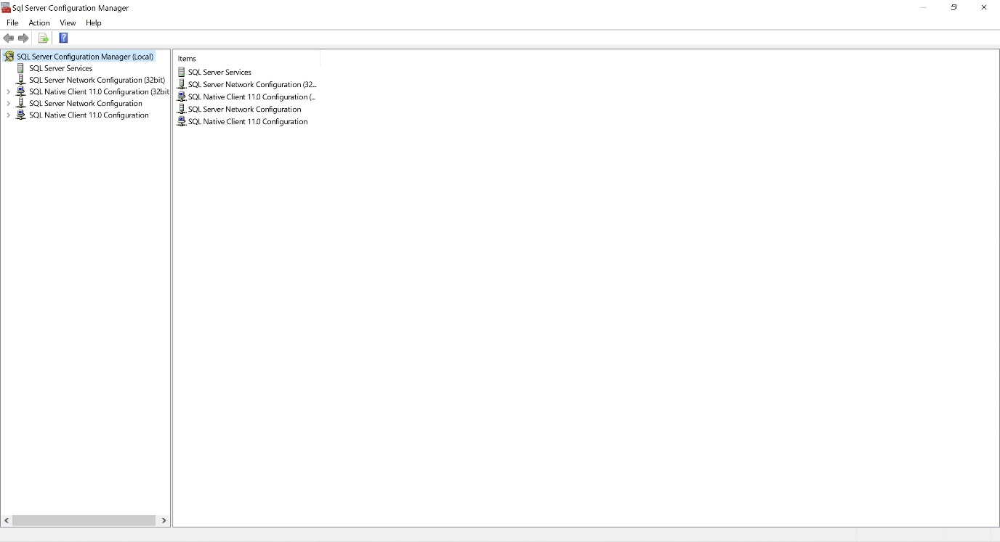 Sql Server Configuration Manager
File Action View Help
SQL Server Configuration Manager (Local)
SQL Server Services
SQL Server Network Configuration (32bit)
SQL Native Client 11.0 Configuration (32bit
SQL Server Network Configuration
SQL Native Client 11.0 Configuration
Items
SQL Server Services
SQL Server Network Configuration (32...
SQL Native Client 11.0 Configuration (...
SQL Server Network Configuration
SQL Native Client 11.0 Configuration